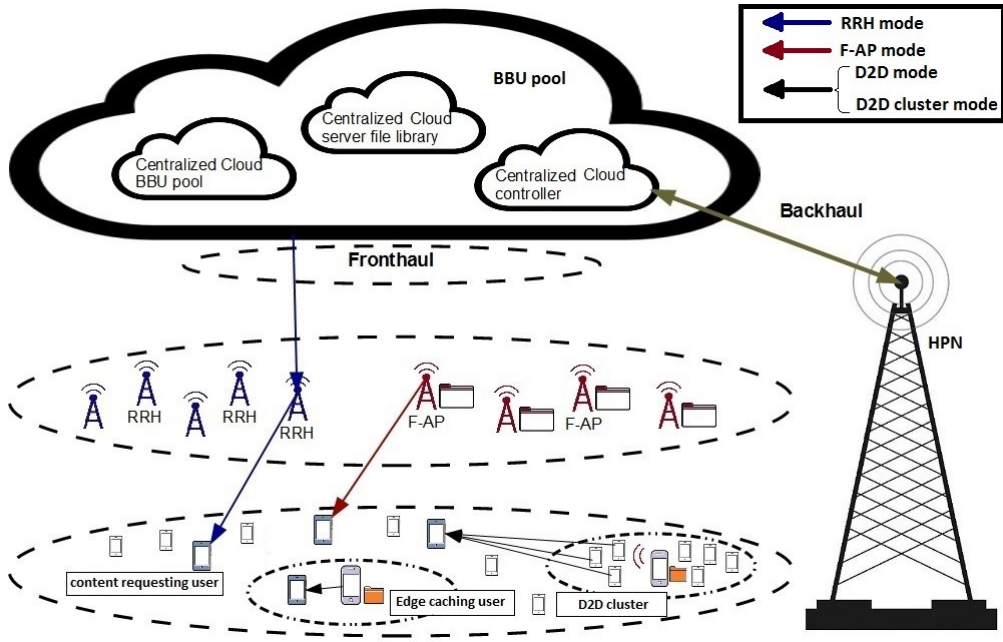 BBU pool
RRH mode
F-AP mode
D2D mode
D2D cluster mode
Centralized Cloud
server file library
Centralized Cloud
BBU pool
Centralized Cloud
controller
Backhaul
Fronthaul
HPN
RRH
RRH
RRH
F-AP
F-AP
content requesting user
Edge caching user
D2D cluster